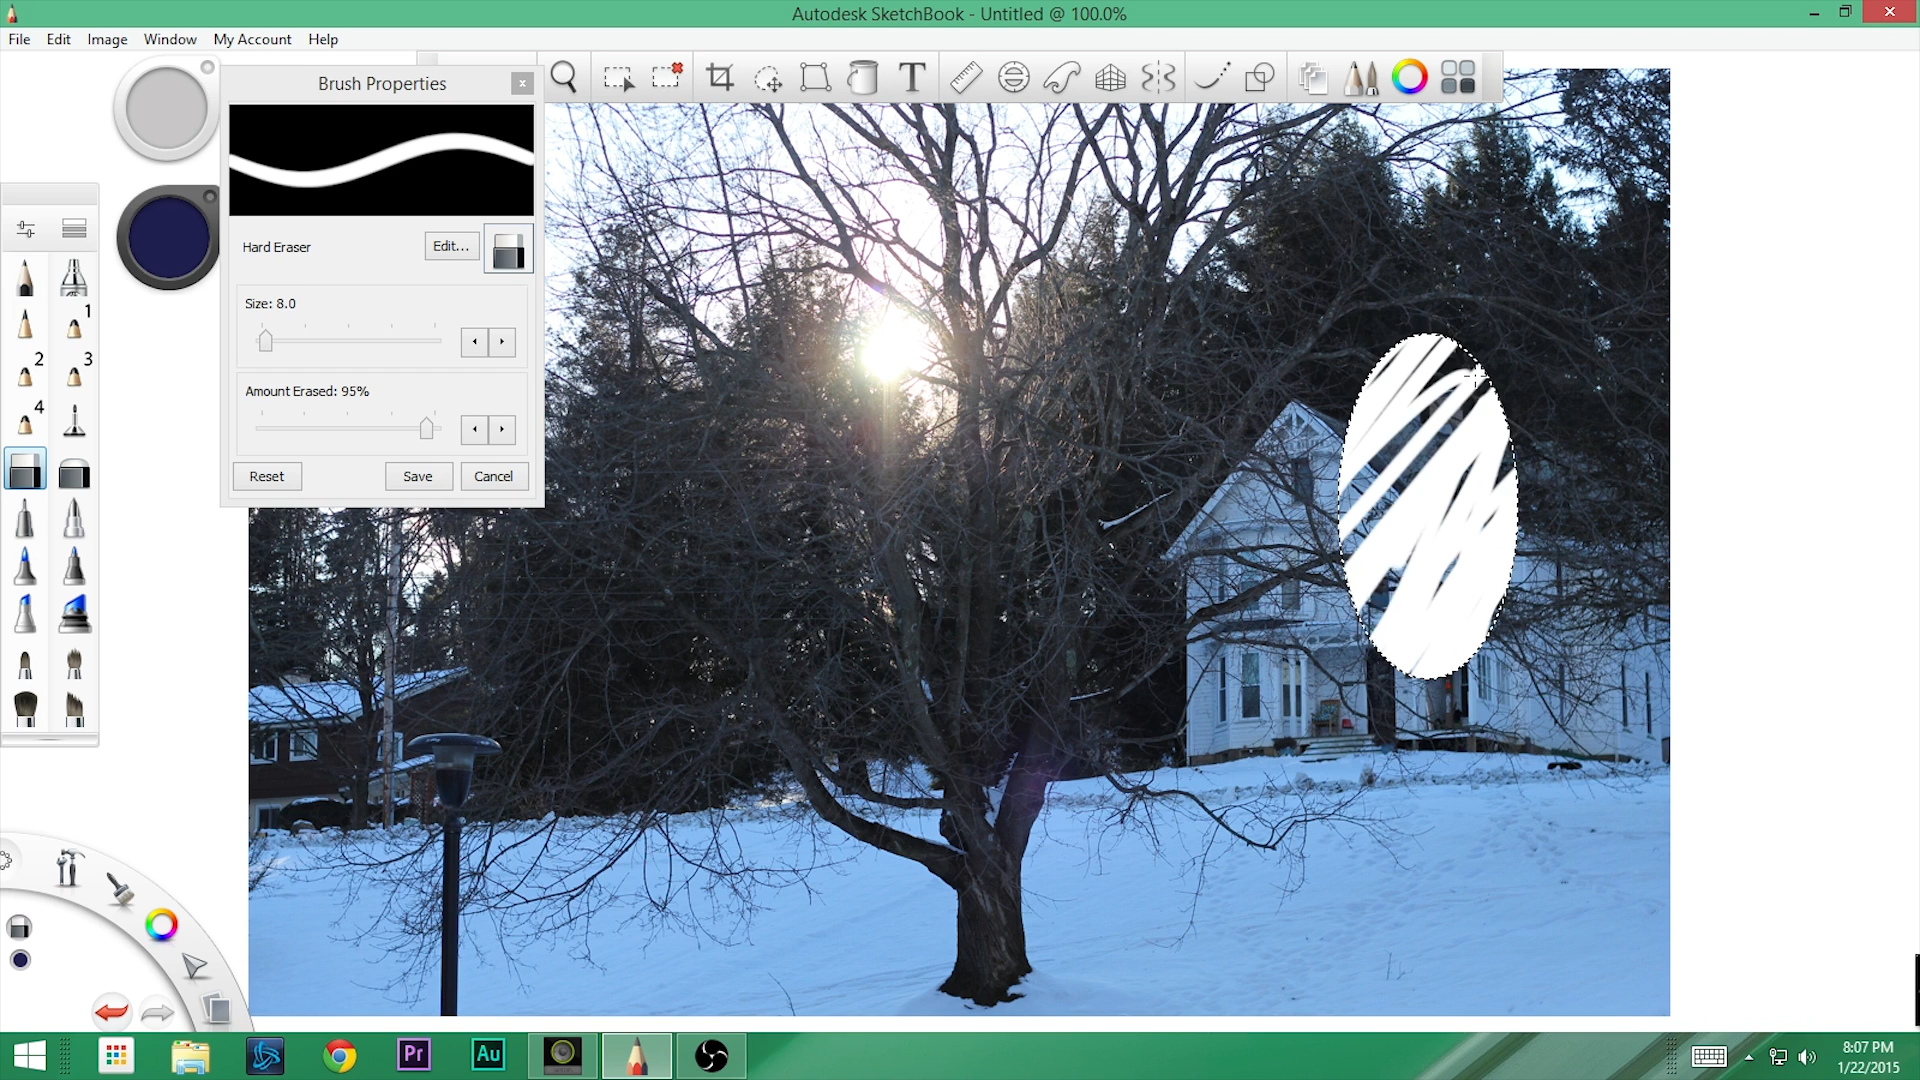 Autodesk SketchBook - Untitled @ 100.0%
File Edit Image Window My Account Help
Brush Properties
T
Hard Eraser
Edit...
Size: 8.0
Amount Erased: 95%
Reset Save Cancel
1
2 3
4
Pr Au
8:07 PM
1/22/2015